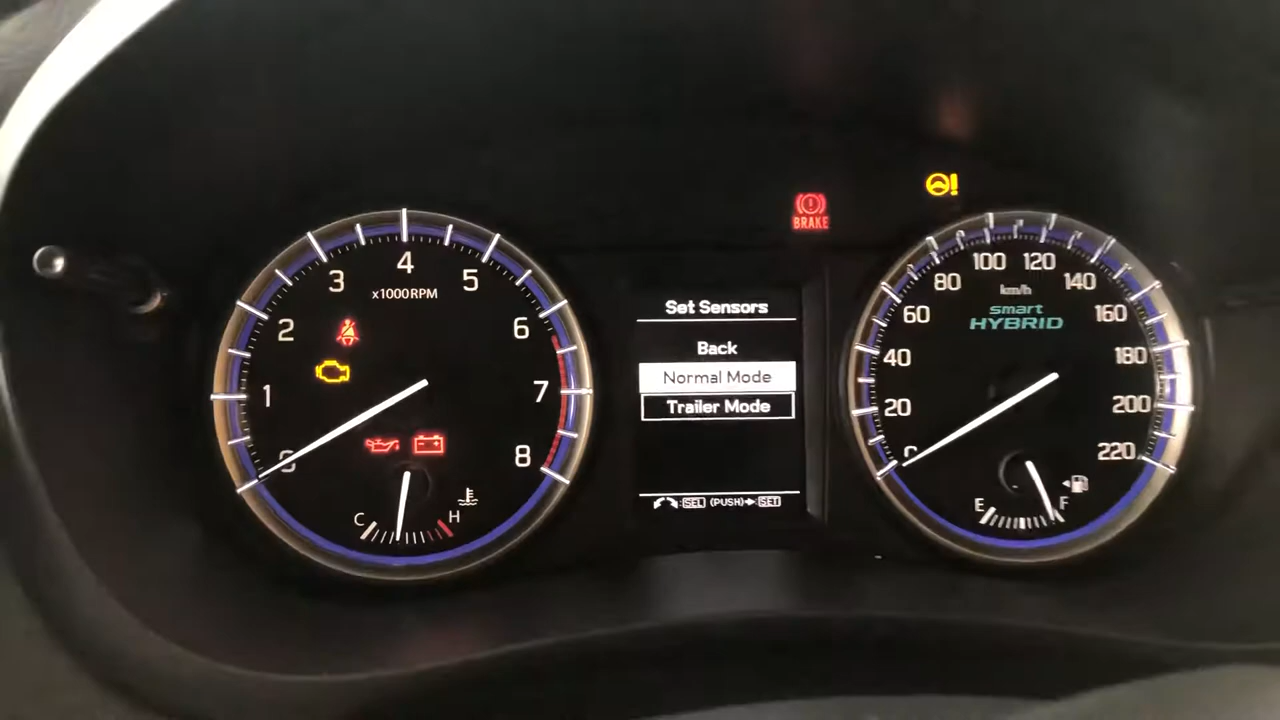 BRAKE
1
2
3
4
5
6
7
8
x1000RPM
C
H
Set Sensors
Back
Normal Mode
Trailer Mode
:SEL (PUSH)➔:SET
0
20
40
60
80
100
120
140
160
180
200
220
km/h
smart
HYBRID
E
F